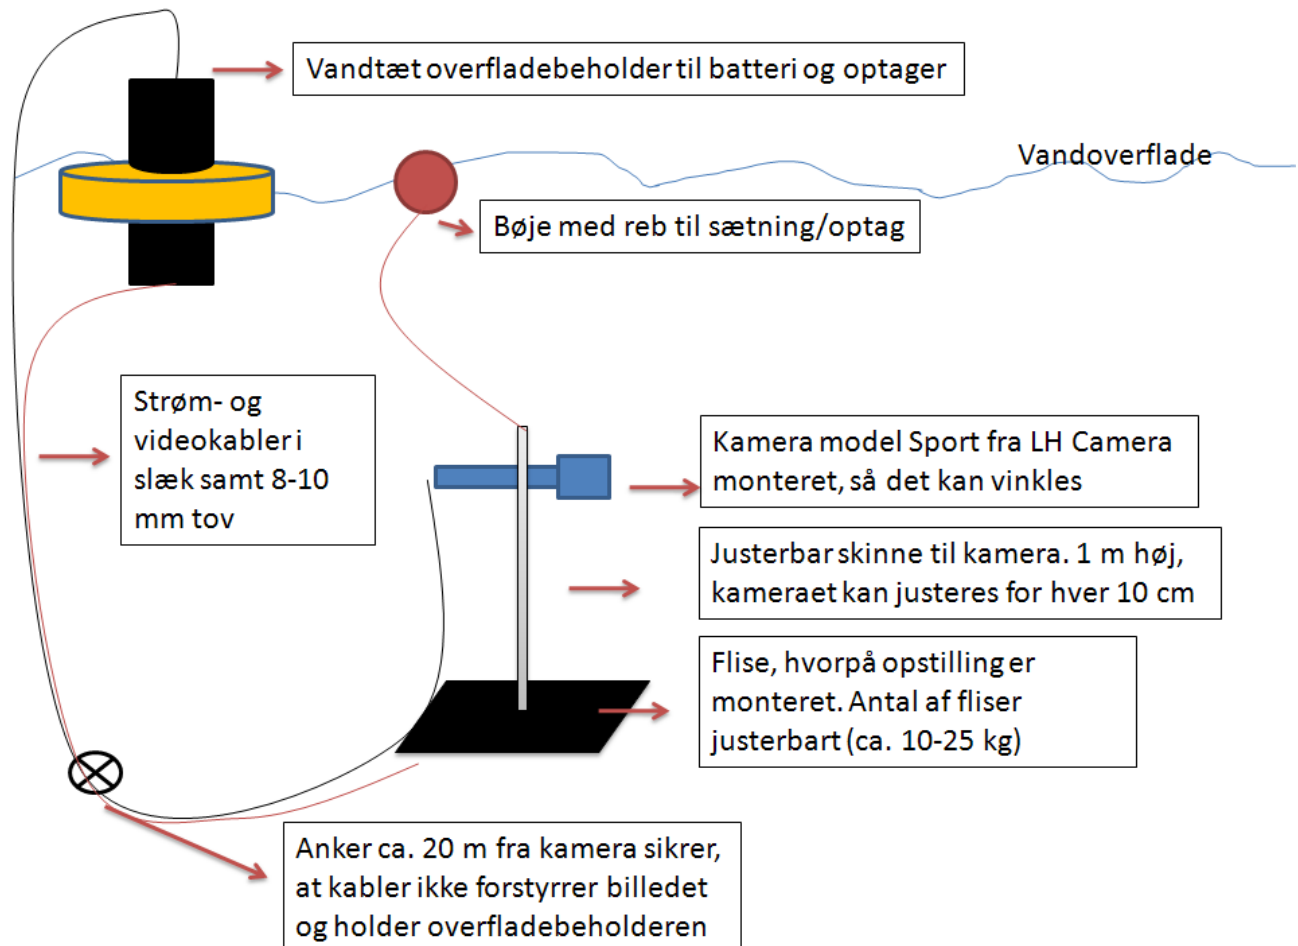 Vandtæt overfladebeholder til batteri og optager
Vandoverflade
Bøje med reb til sætning/optag
Strøm- og
videokabler i
slæk samt 8-10
mm tov
Kamera model Sport fra LH Camera
monteret, så det kan vinkles
Justerbar skinne til kamera. 1 m høj,
kameraet kan justeres for hver 10 cm
Flise, hvorpå opstilling er
monteret. Antal af fliser
justerbart (ca. 10-25 kg)
Anker ca. 20 m fra kamera sikrer,
at kabler ikke forstyrrer billedet
og holder overfladebeholderen